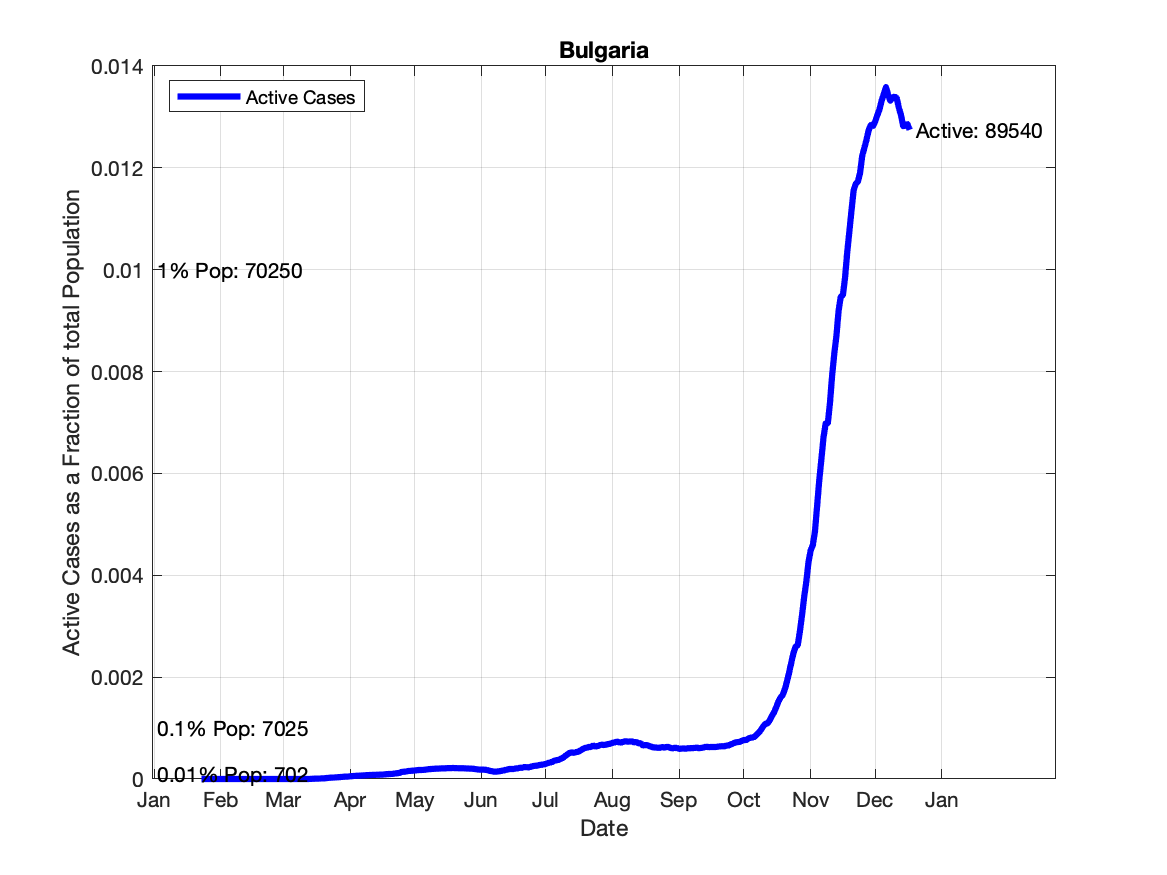 Bulgaria
0.014
Active Cases
Active: 89540
0.012
1% Pop: 70250
0.01
0.008
0.006
0.004
0.002
0.1% Pop: 7025
0.01% Pop: 702
0
Jan Feb Mar Apr May Jun Jul Aug Sep Oct Nov Dec Jan
Date
Active Cases as a Fraction of total Population